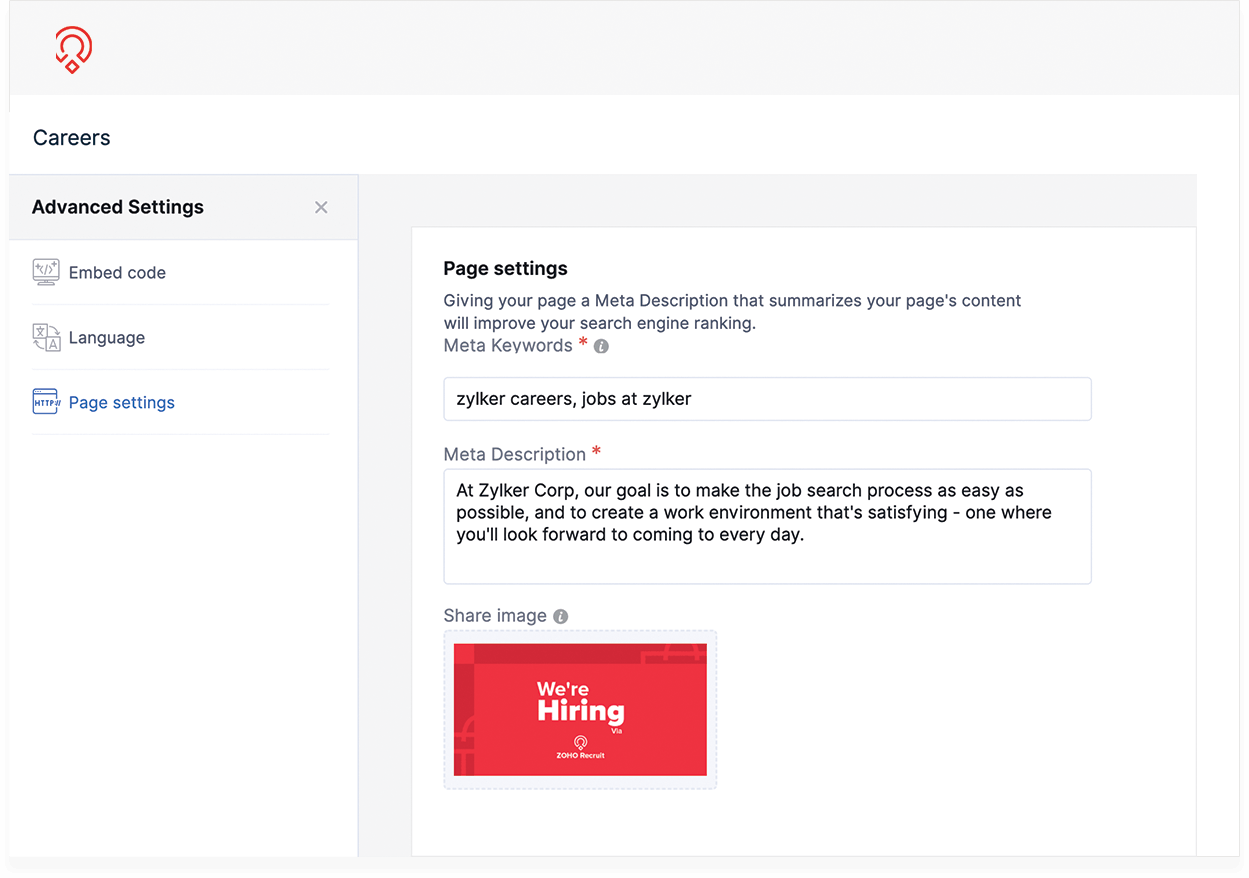 Careers
Advanced Settings
Embed code
Language
HTTP://
Page settings
Page settings
Giving your page a Meta Description that summarizes your page's content
will improve your search engine ranking.
Meta Keywords *
zylker careers, jobs at zylker
Meta Description *
At Zylker Corp, our goal is to make the job search process as easy as
possible, and to create a work environment that's satisfying - one where
you'll look forward to coming to every day.
Share image
We're
Hiring
Via
ZOHO Recruit